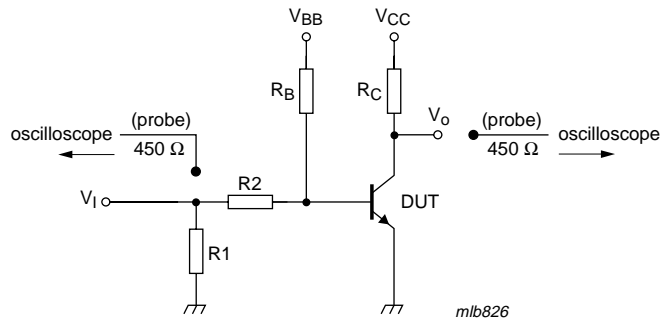 VBB
VCC
RB
RC
Vo
(probe)
450 Ω
oscilloscope
(probe)
450 Ω
oscilloscope
R2
VI
DUT
R1
mlb826